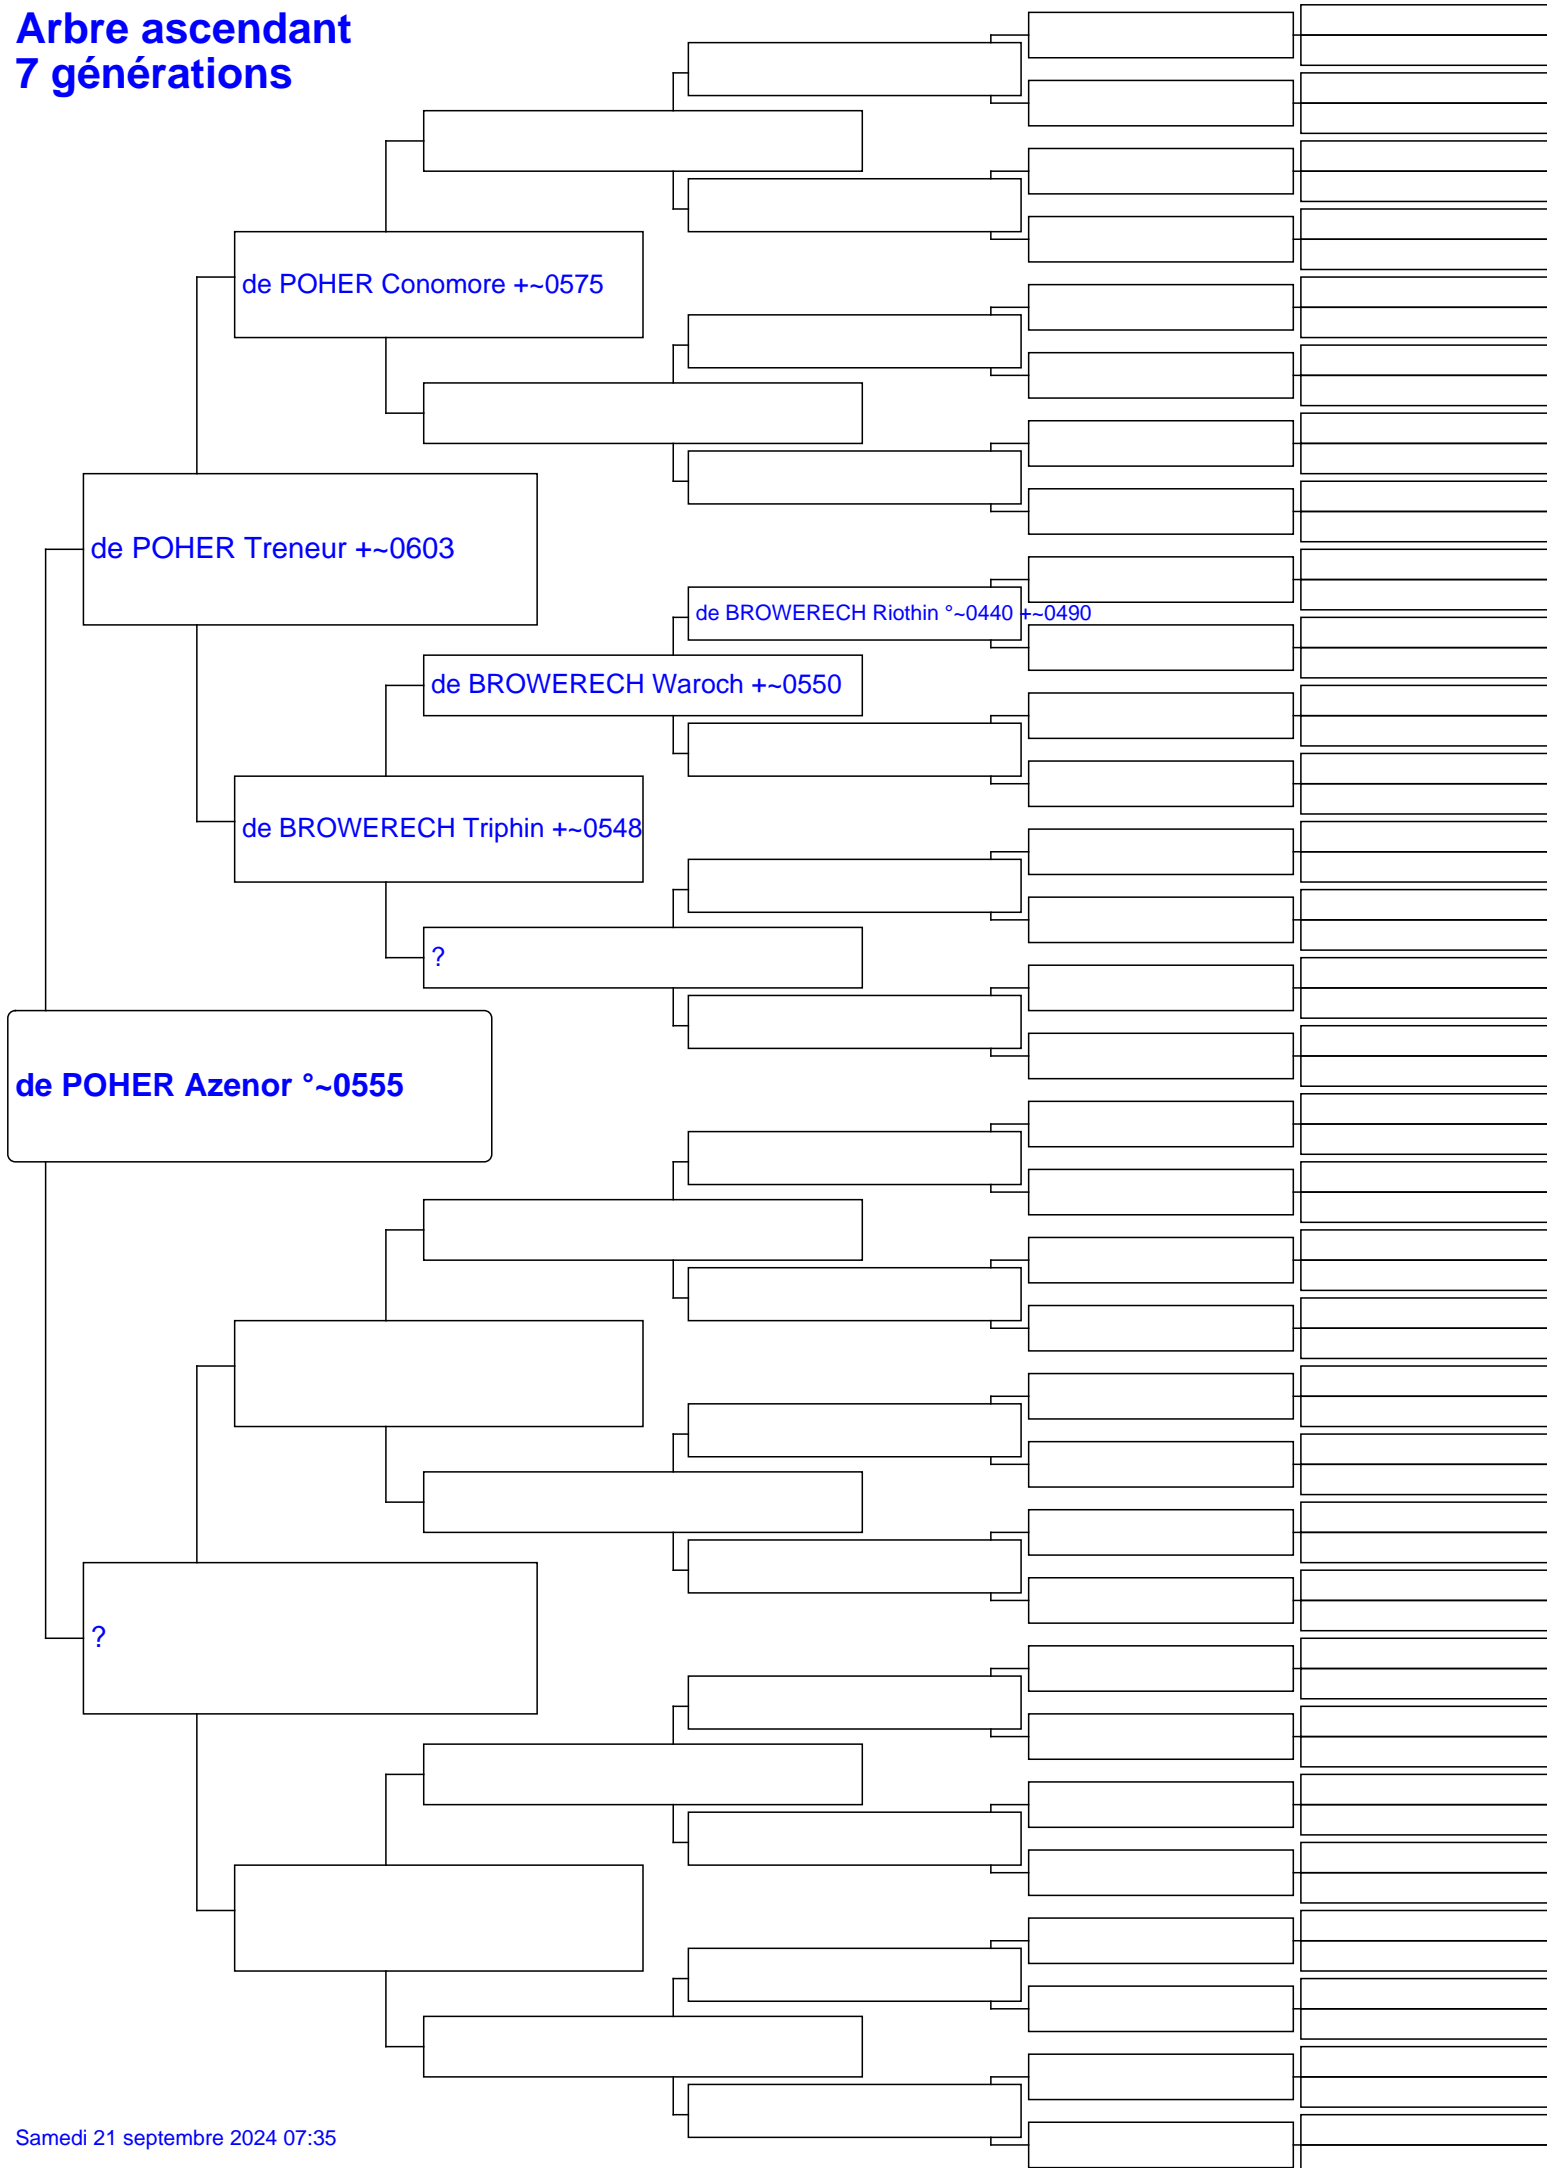 Arbre ascendant
7 générations
de POHER Conomore +~0575
de POHER Treneur +~0603
de BROWERECH Riothin °~0440 +~0490
de BROWERECH Waroch +~0550
de BROWERECH Triphin +~0548
?
de POHER Azenor °~0555
?
Samedi 21 septembre 2024 07:35